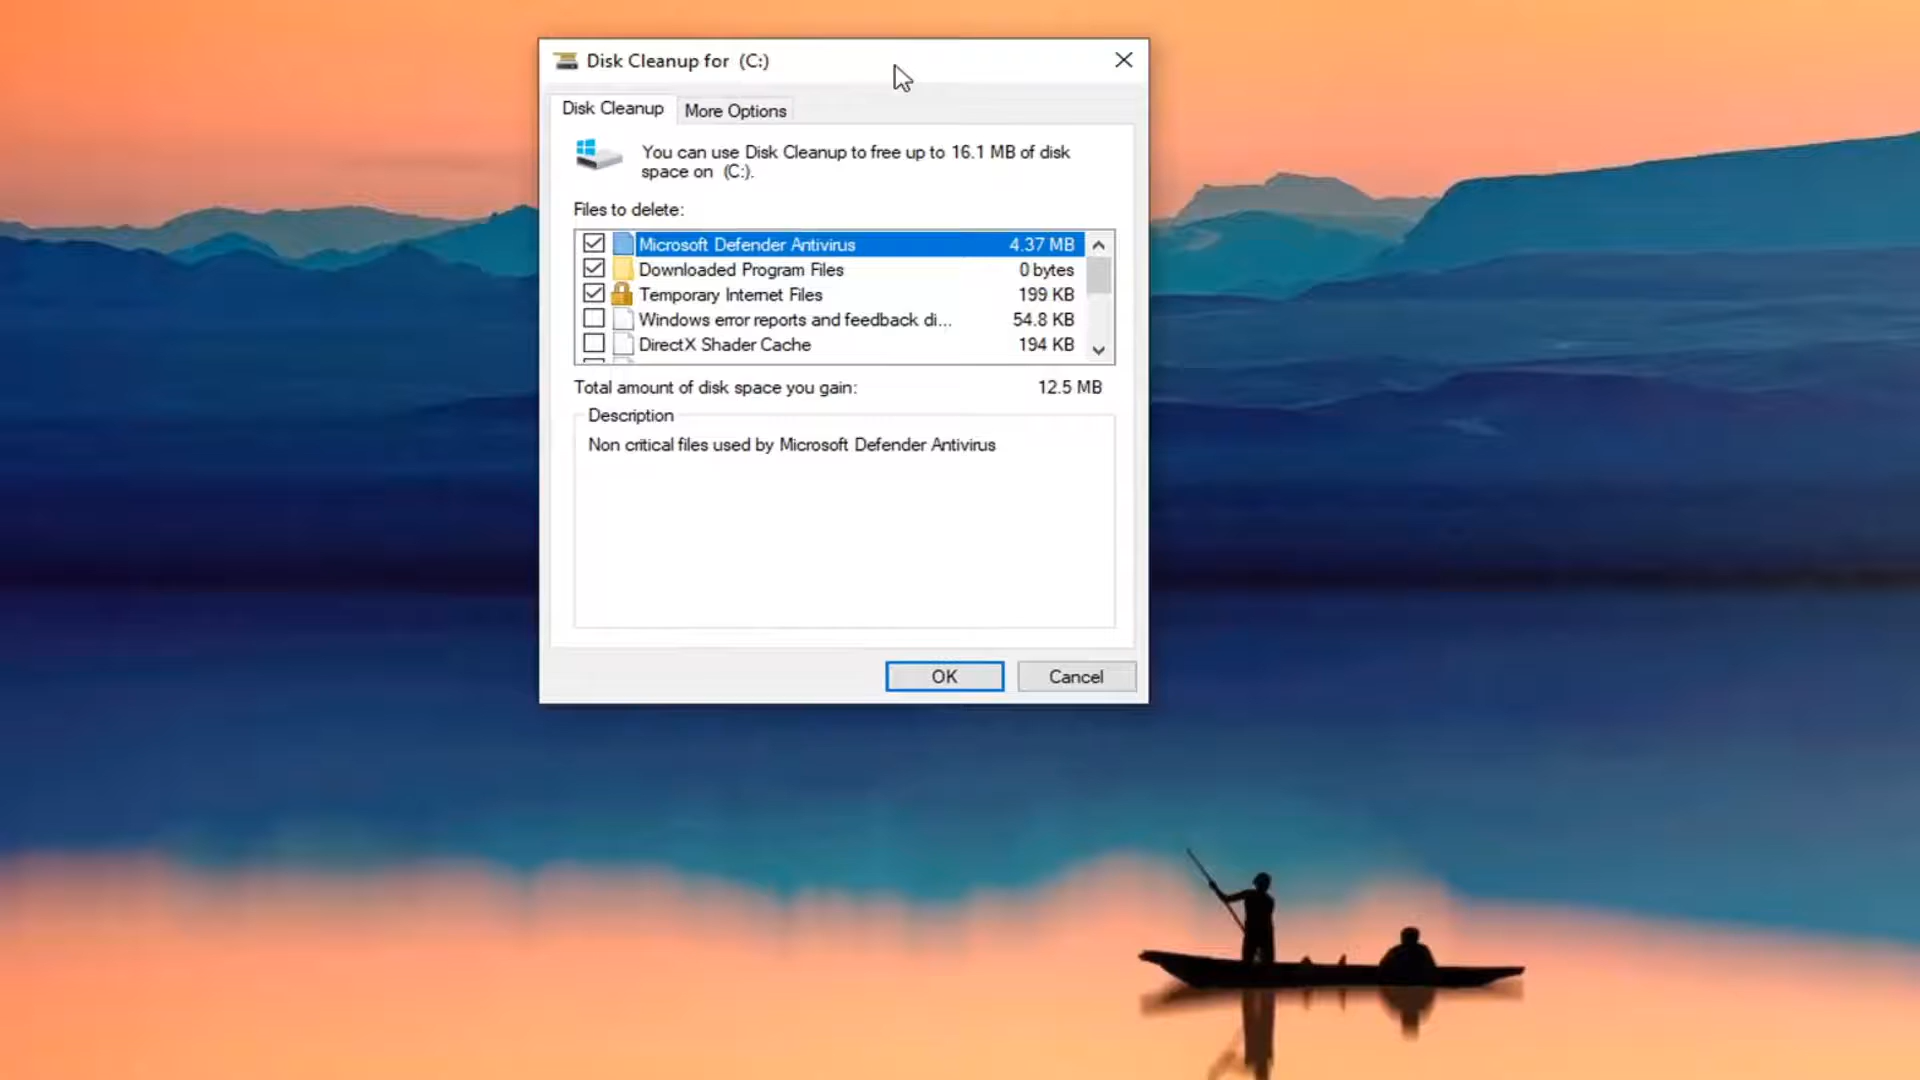 Disk Cleanup for  (C:)
Disk Cleanup
More Options
You can use Disk Cleanup to free up to 16.1 MB of disk
space on  (C:).
Files to delete:
Microsoft Defender Antivirus 4.37 MB
Downloaded Program Files 0 bytes
Temporary Internet Files 199 KB
Windows error reports and feedback di... 54.8 KB
DirectX Shader Cache 194 KB
Total amount of disk space you gain: 12.5 MB
Description
Non critical files used by Microsoft Defender Antivirus
OK
Cancel